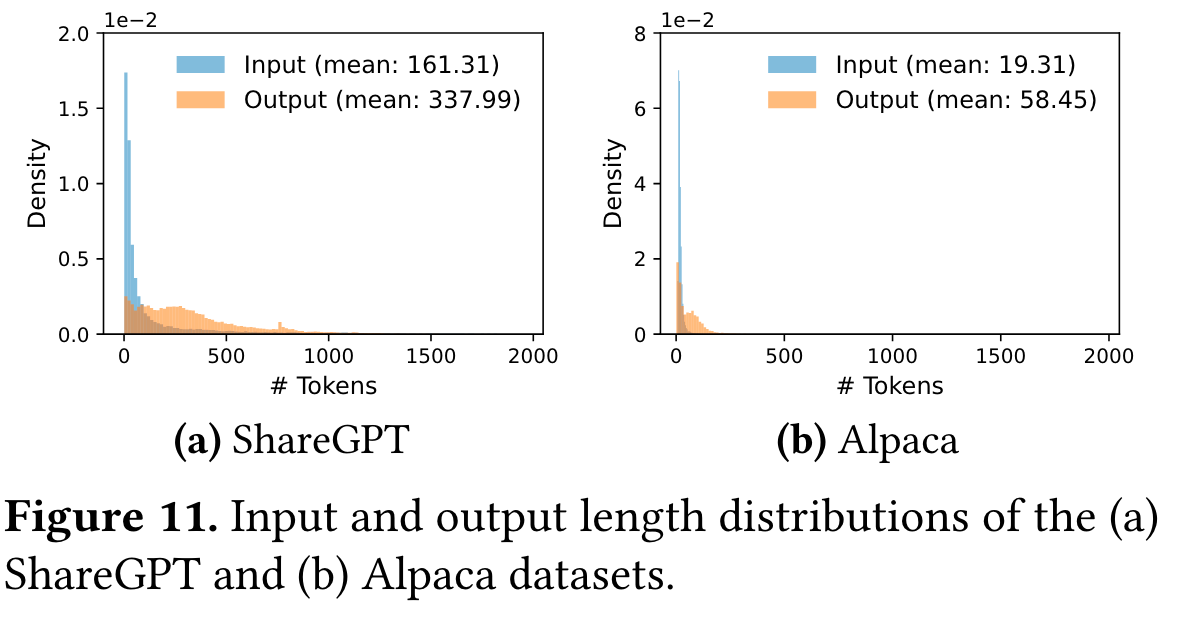 1e−2
2.0
1.5
1.0
0.5
0.0
Density
Input (mean: 161.31)
Output (mean: 337.99)
0 500 1000 1500 2000
# Tokens
(a) ShareGPT
1e−2
8
6
4
2
0
Density
Input (mean: 19.31)
Output (mean: 58.45)
0 500 1000 1500 2000
# Tokens
(b) Alpaca
Figure 11. Input and output length distributions of the (a)
ShareGPT and (b) Alpaca datasets.